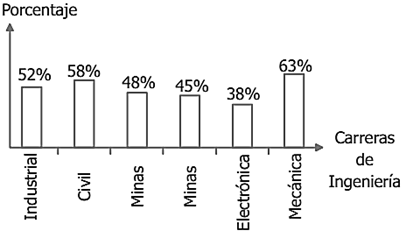 Porcentaje
52%
58%
48%
45%
38%
63%
Industrial
Civil
Minas
Minas
Electrónica
Mecánica
Carreras
de
Ingeniería